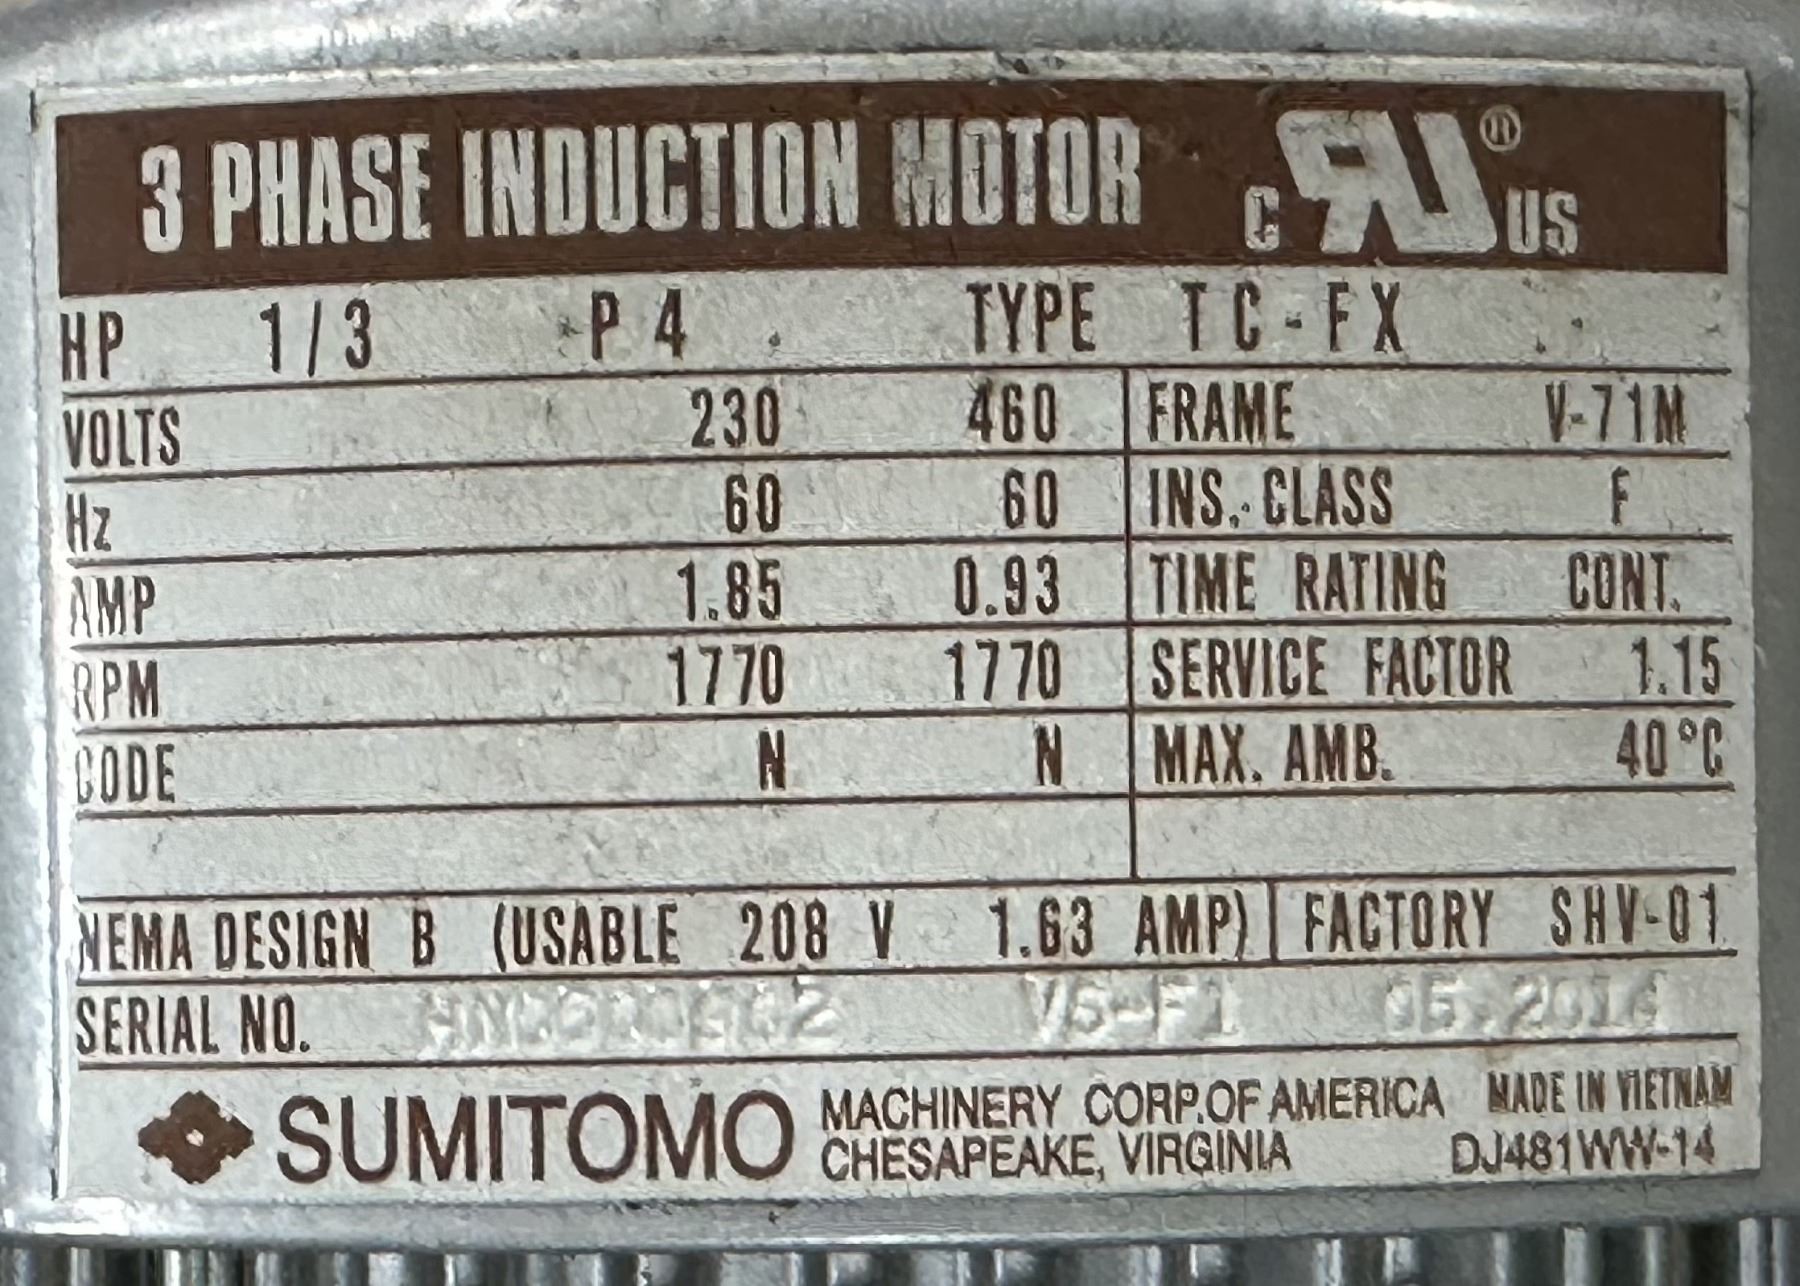 3 PHASE INDUCTION MOTOR c RU ® US
HP 1/3 P 4 TYPE TC-FX
VOLTS 230 460 FRAME V-71M
Hz 60 60 INS. CLASS F
AMP 1.85 0.93 TIME RATING CONT.
RPM 1770 1770 SERVICE FACTOR 1.15
CODE N N MAX. AMB. 40°C
NEMA DESIGN B (USABLE 208 V 1.63 AMP) FACTORY SHV-01
SERIAL NO.
SUMITOMO MACHINERY CORP.OF AMERICA MADE IN VIETNAM
CHESAPEAKE, VIRGINIA DJ481WW-14